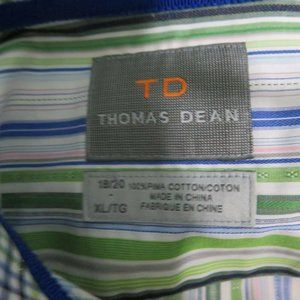 TD
THOMAS DEAN
18/20 100% PIMA COTTON/COTON
- MADE IN CHINA
XL/TG FABRIQUE EN CHINE